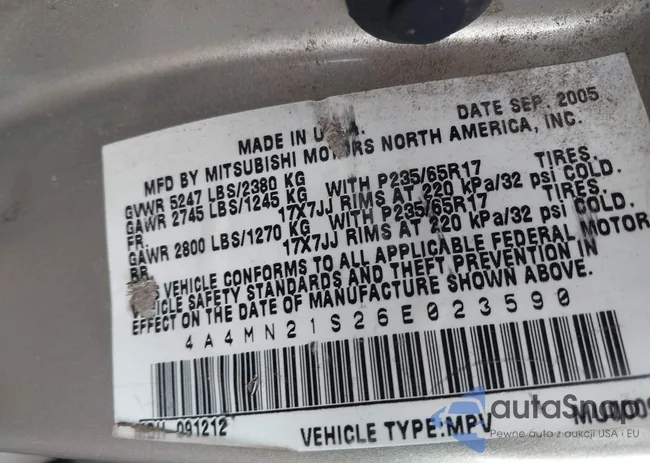 MADE IN U. .A. DATE SEP. 2005
MFD BY MITSUBISHI MOTORS NORTH AMERICA, INC.
GVWR 5247 LBS/2380 KG
GAWR 2745 LBS/1245 KG WITH P235/65R17 TIRES.
FR. 17X7JJ RIMS AT 220 kPa/32 psi COLD.
GAWR 2800 LBS/1270 KG WITH P235/65R17 TIRES.
RR. 17X7JJ RIMS AT 220 kPa/32 psi COLD.
VEHICLE CONFORMS TO ALL APPLICABLE FEDERAL MOTOR
VEHICLE SAFETY STANDARDS AND THEFT PREVENTION IN
EFFECT ON THE DATE OF MANUFACTURE SHOWN ABOVE.
4A4MN21S26E023590
091212 VEHICLE TYPE:MPV
autoSnap
Pewne auto z aukcji USA i EU